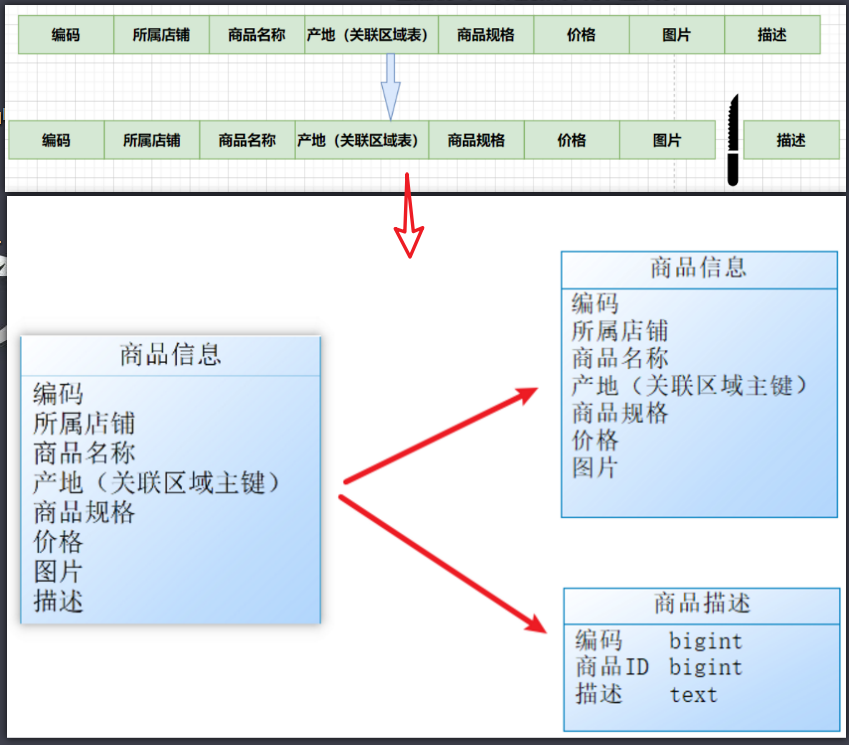 编码 所属店铺 商品名称 产地（关联区域表） 商品规格 价格 图片 描述
编码 所属店铺 商品名称 产地（关联区域表） 商品规格 价格 图片 描述
商品信息
编码
所属店铺
商品名称
产地（关联区域主键）
商品规格
价格
图片
描述
商品信息
编码
所属店铺
商品名称
产地（关联区域主键）
商品规格
价格
图片
商品描述
编码 bigint
商品ID bigint
描述 text